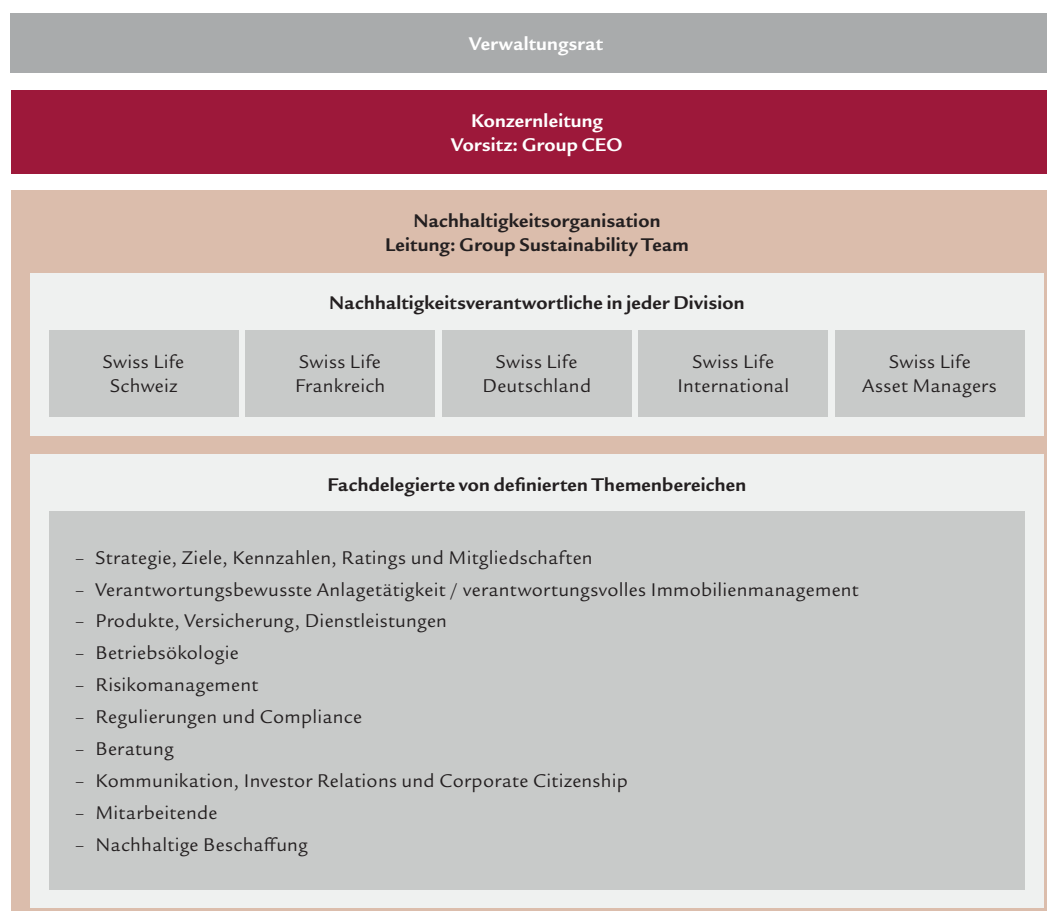 Verwaltungsrat
Konzernleitung
Vorsitz: Group CEO
Nachhaltigkeitsorganisation
Leitung: Group Sustainability Team
Nachhaltigkeitsverantwortliche in jeder Division
Swiss Life
Schweiz
Swiss Life
Frankreich
Swiss Life
Deutschland
Swiss Life
International
Swiss Life
Asset Managers
Fachdelegierte von definierten Themenbereichen
– Strategie, Ziele, Kennzahlen, Ratings und Mitgliedschaften
– Verantwortungsbewusste Anlagetätigkeit / verantwortungsvolles Immobilienmanagement
– Produkte, Versicherung, Dienstleistungen
– Betriebsökologie
– Risikomanagement
– Regulierungen und Compliance
– Beratung
– Kommunikation, Investor Relations und Corporate Citizenship
– Mitarbeitende
– Nachhaltige Beschaffung